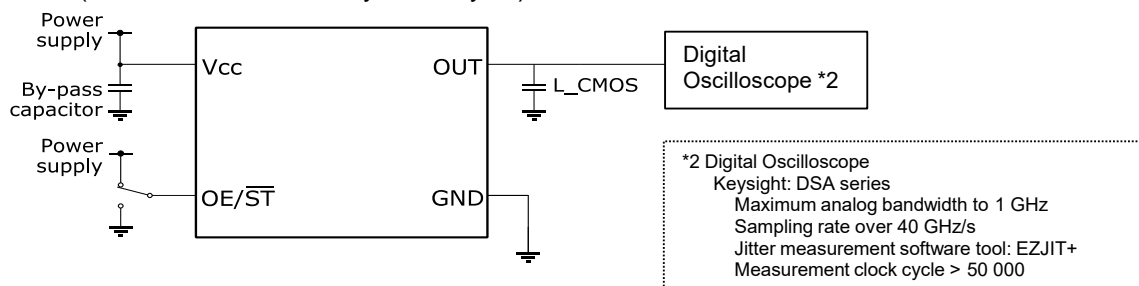 Power
supply
Vcc
By-pass
capacitor
Power
supply
OE/S̅T̅
OUT
GND
L_CMOS
Digital
Oscilloscope *2
*2 Digital Oscilloscope
Keysight: DSA series
Maximum analog bandwidth to 1 GHz
Sampling rate over 40 GHz/s
Jitter measurement software tool: EZJIT+
Measurement clock cycle > 50 000